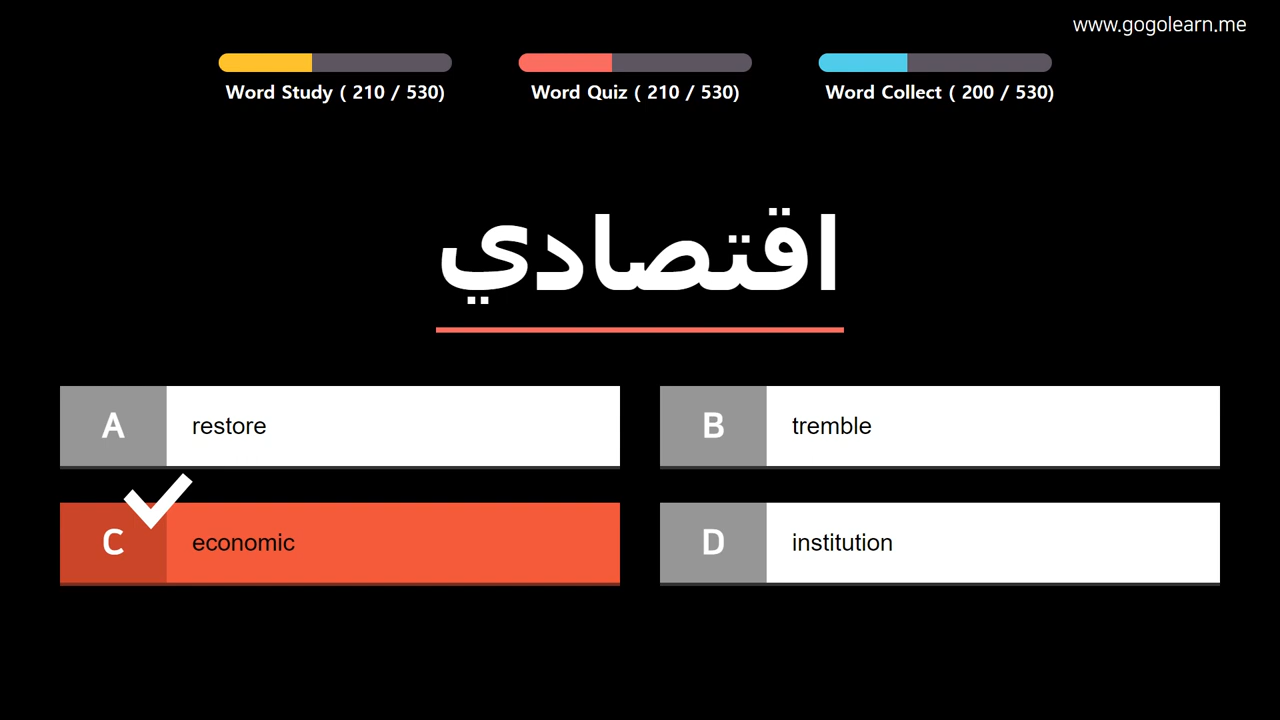 www.gogolearn.me
Word Study ( 210 / 530)
Word Quiz ( 210 / 530)
Word Collect ( 200 / 530)
اقتصادي
A restore
B tremble
C economic
D institution